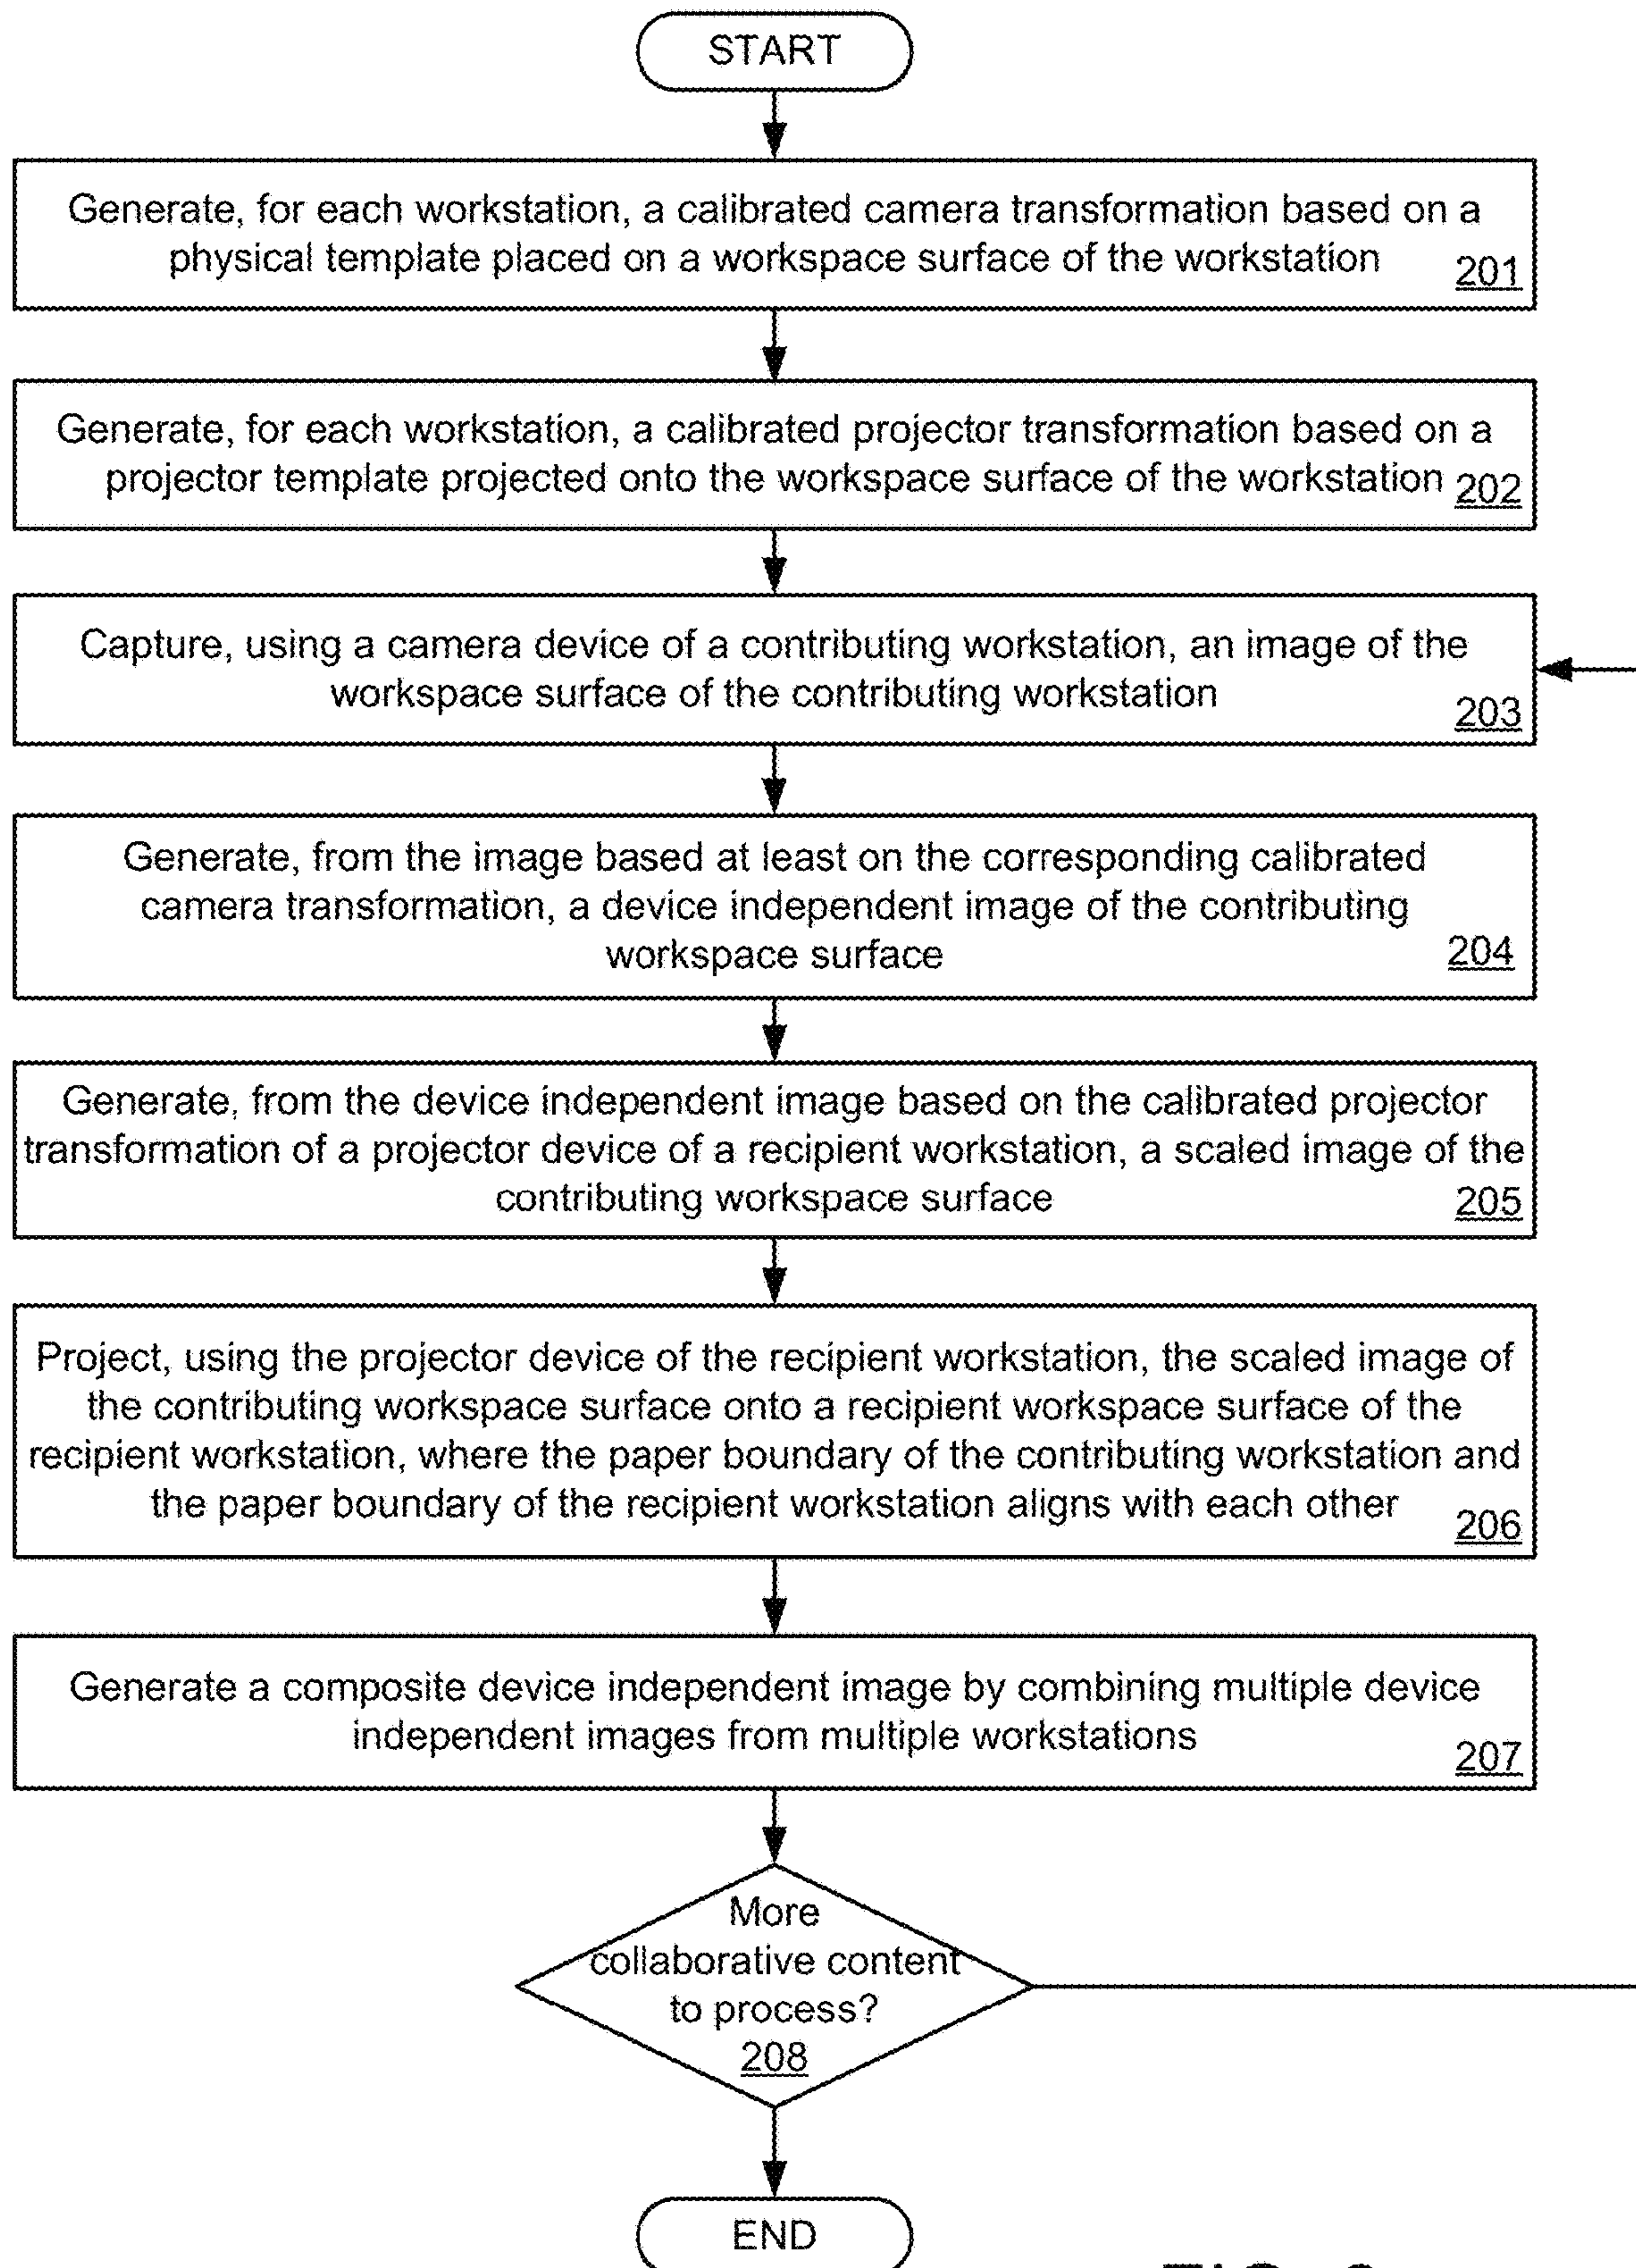 START
Generate, for each workstation, a calibrated camera transformation based on a
physical template placed on a workspace surface of the workstation
201
Generate, for each workstation, a calibrated projector transformation based on a
projector template projected onto the workspace surface of the workstation 202
Capture, using a camera device of a contributing workstation, an image of the
workspace surface of the contributing workstation
203
Generate, from the image based at least on the corresponding calibrated
camera transformation, a device independent image of the contributing
workspace surface 204
Generate, from the device independent image based on the calibrated projector
transformation of a projector device of a recipient workstation, a scaled image of the
contributing workspace surface 205
Project, using the projector device of the recipient workstation, the scaled image of
the contributing workspace surface onto a recipient workspace surface of the
recipient workstation, where the paper boundary of the contributing workstation and
the paper boundary of the recipient workstation aligns with each other
206
Generate a composite device independent image by combining multiple device
independent images from multiple workstations
207
More
collaborative content
to process?
208
END